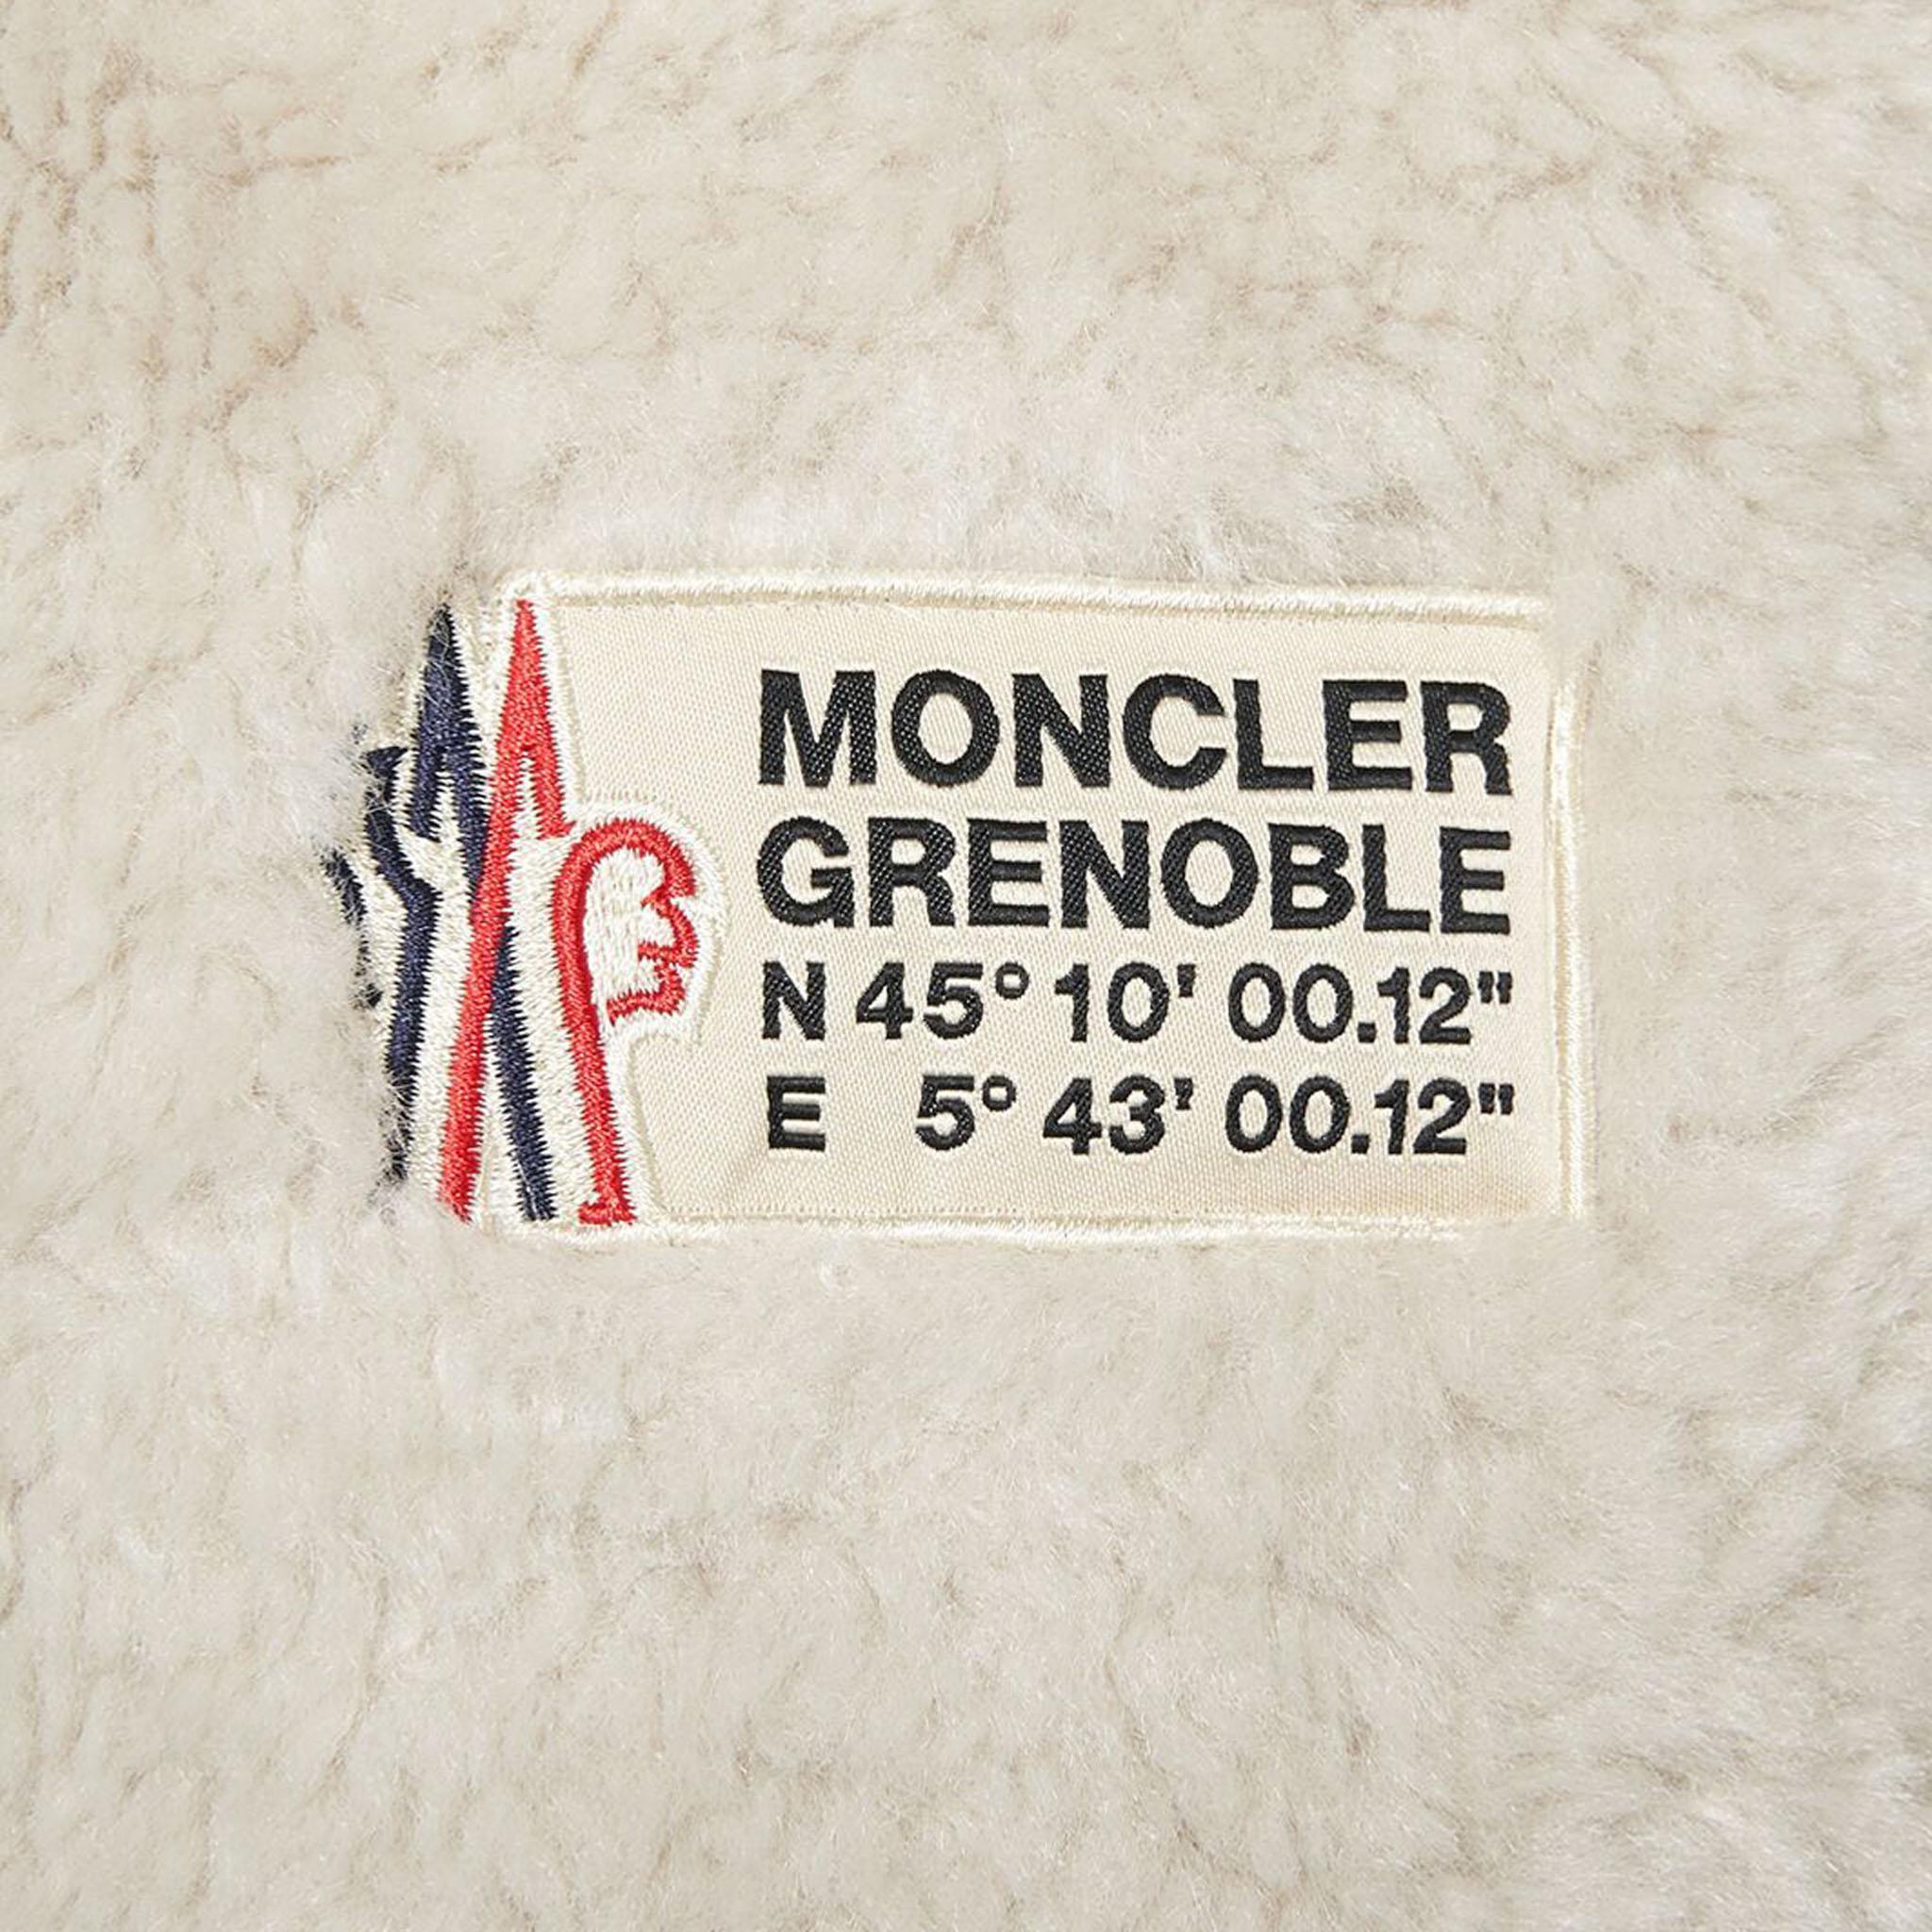 MONCLER
GRENOBLE
N 45° 10' 00.12"
E 5° 43' 00.12"